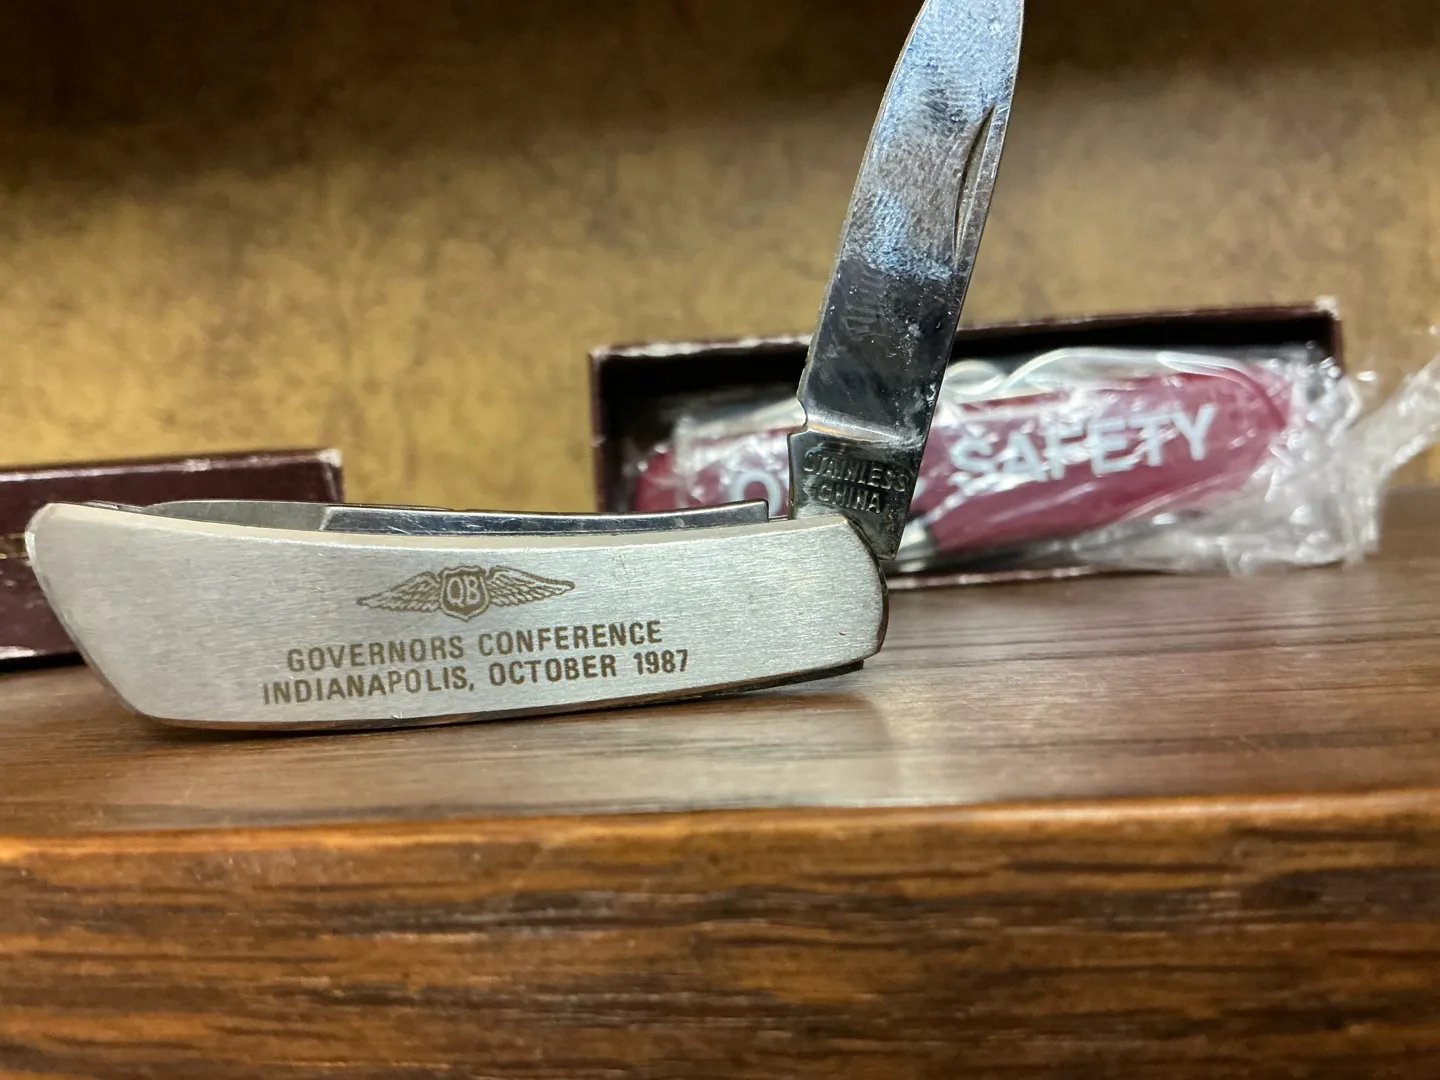 QB
GOVERNORS CONFERENCE
INDIANAPOLIS, OCTOBER 1987
STAINLESS
CHINA
SAFETY